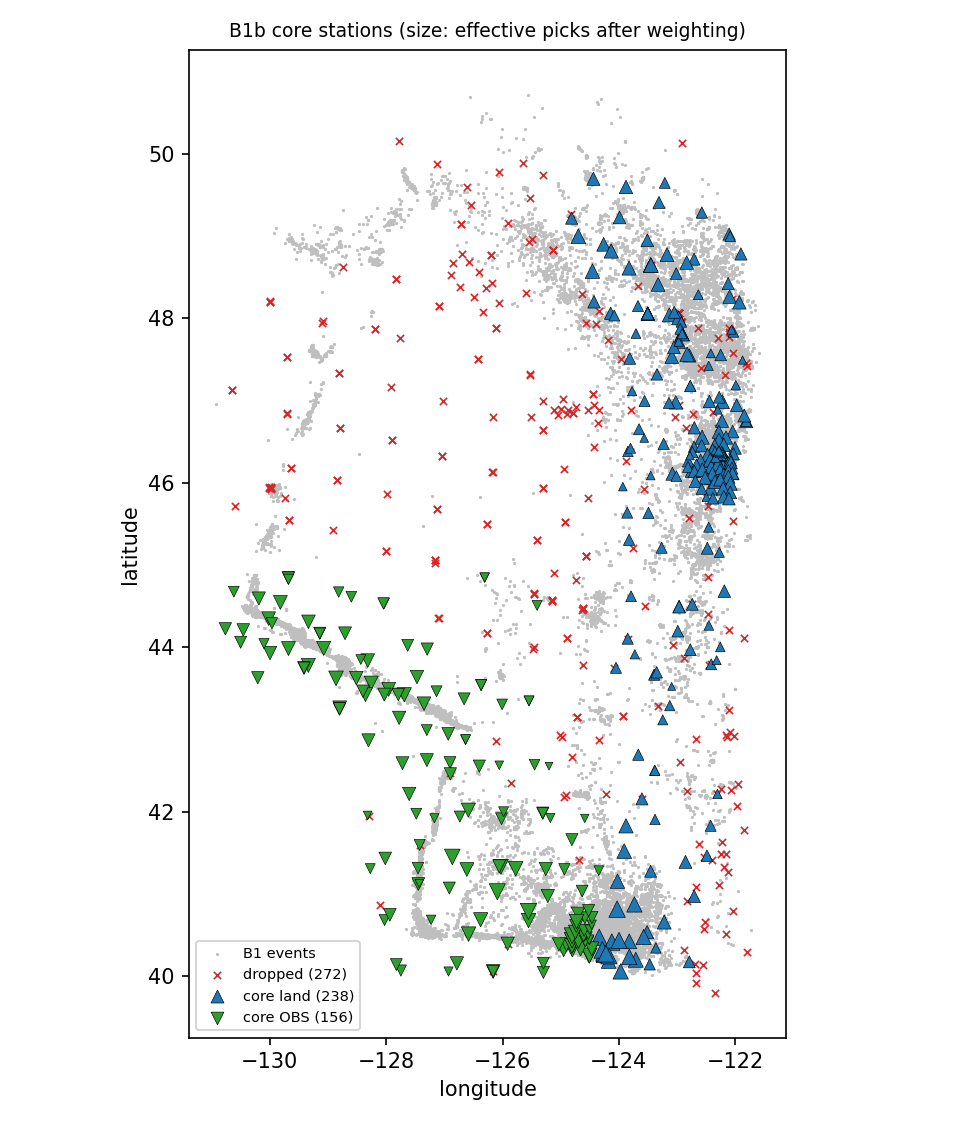 B1b core stations (size: effective picks after weighting)
50
48
46
44
42
40
latitude
B1 events
dropped (272)
core land (238)
core OBS (156)
−130
−128
−126
−124
−122
longitude